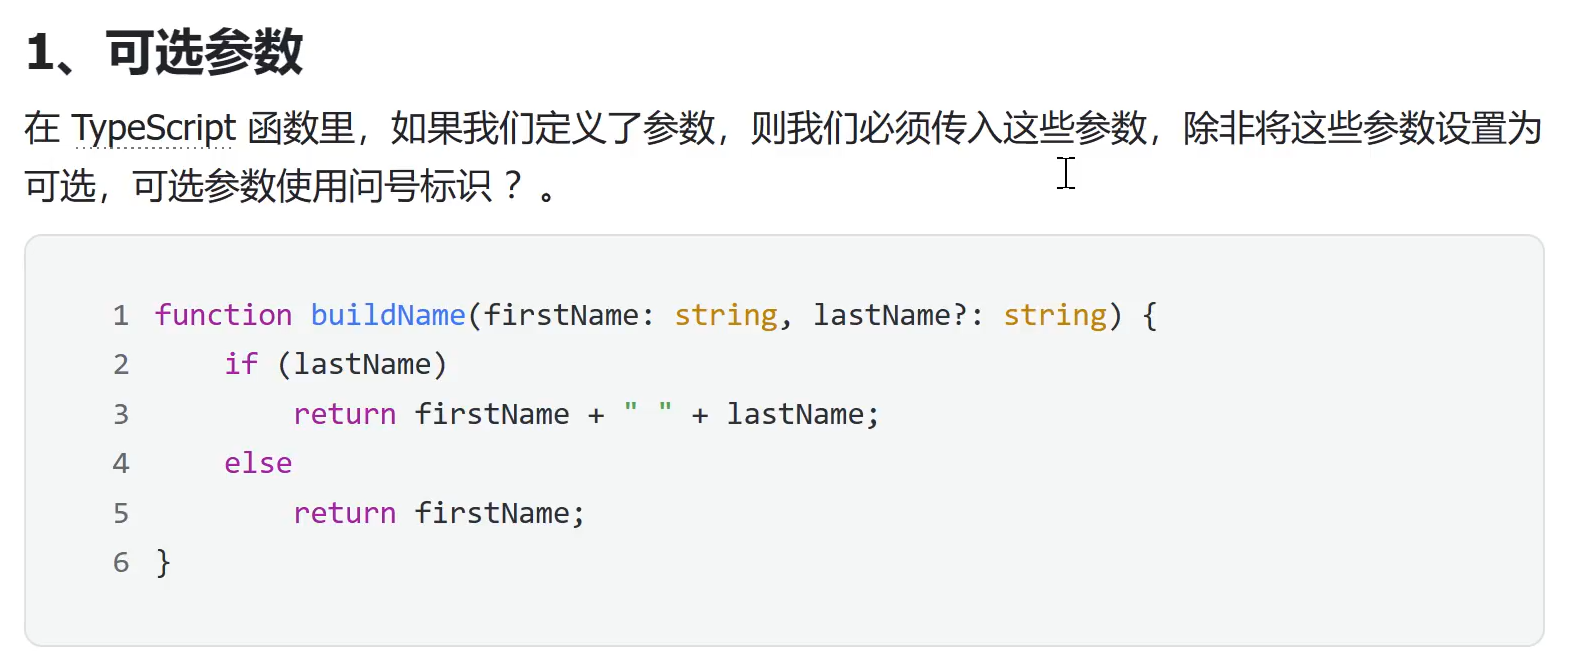 1、可选参数
在 TypeScript 函数里，如果我们定义了参数，则我们必须传入这些参数，除非将这些参数设置为
可选，可选参数使用问号标识 ？。
1 function buildName(firstName: string, lastName?: string) {
2     if (lastName)
3         return firstName + " " + lastName;
4     else
5         return firstName;
6 }